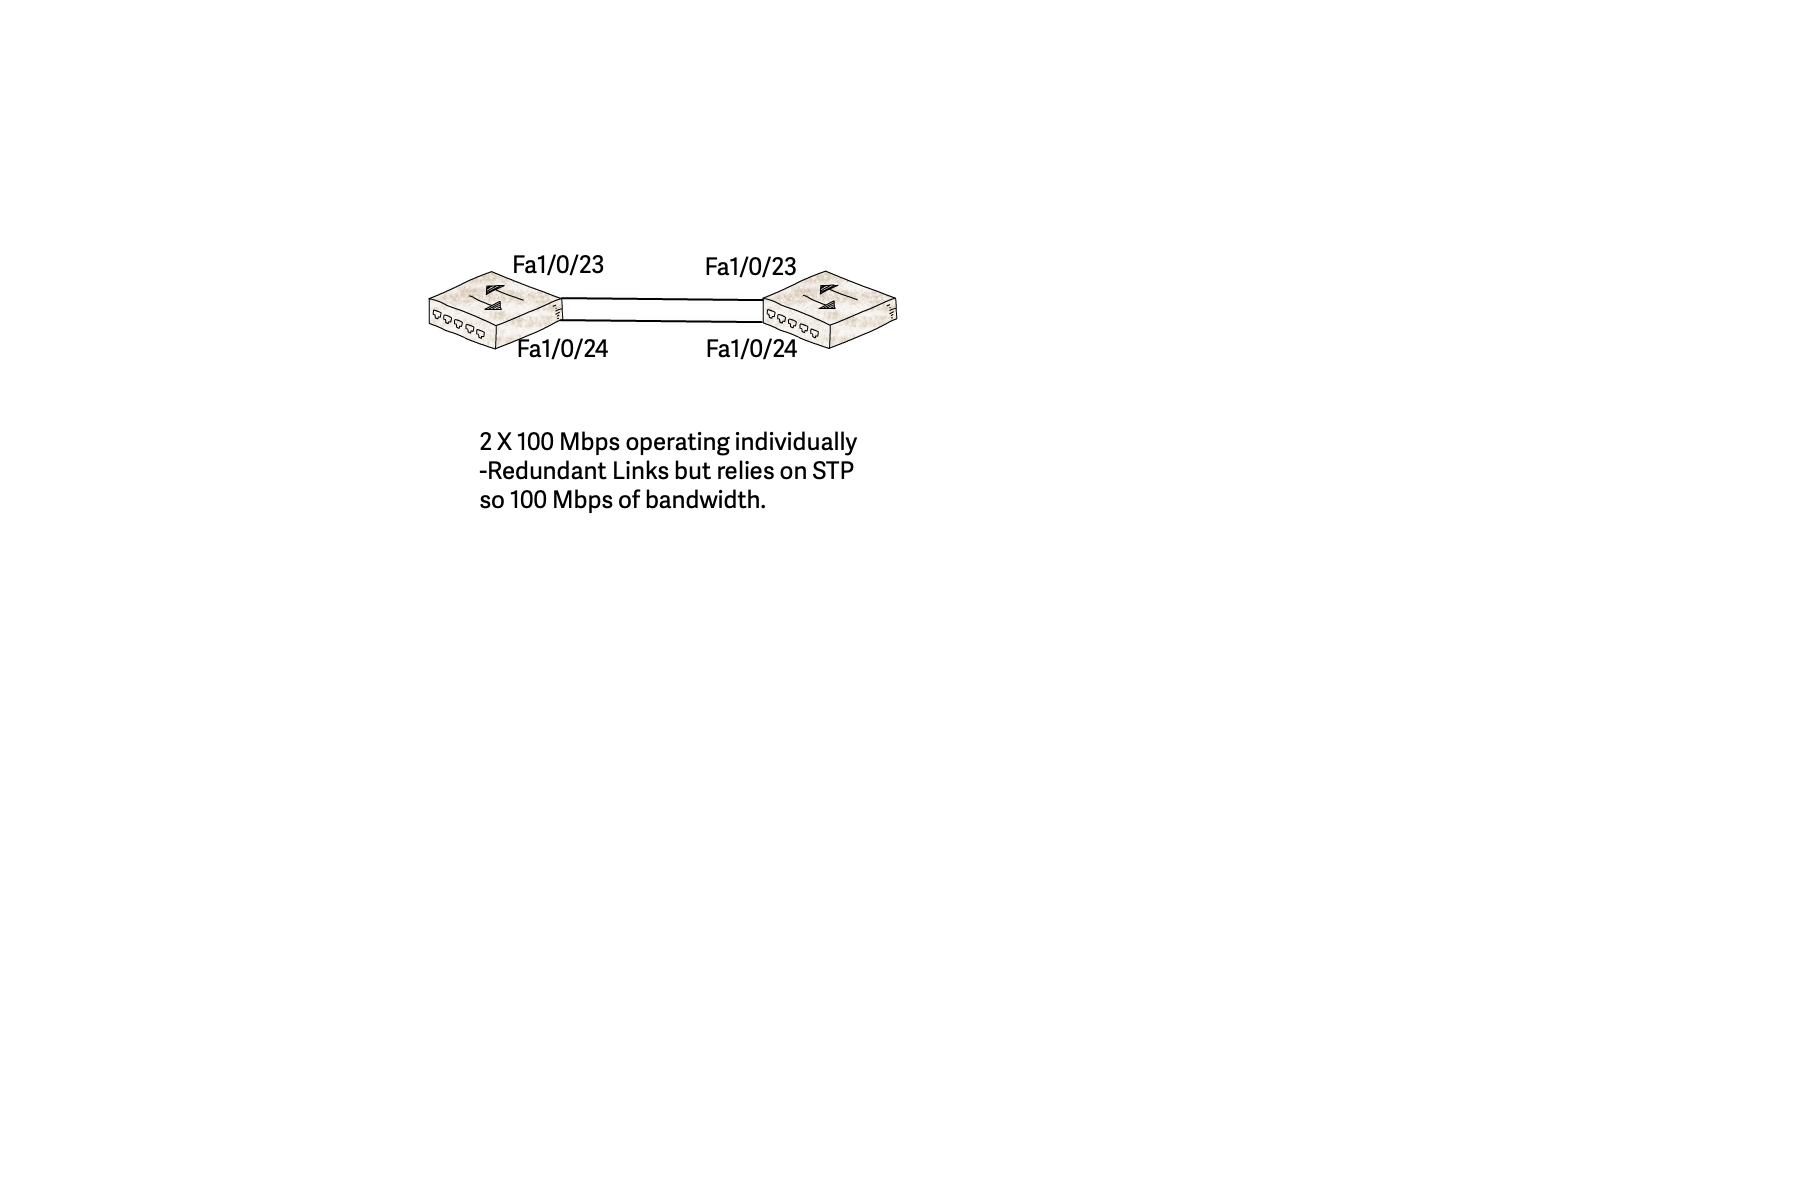 Fa1/0/23
Fa1/0/23
Fa1/0/24
Fa1/0/24
2 X 100 Mbps operating individually
-Redundant Links but relies on STP
so 100 Mbps of bandwidth.